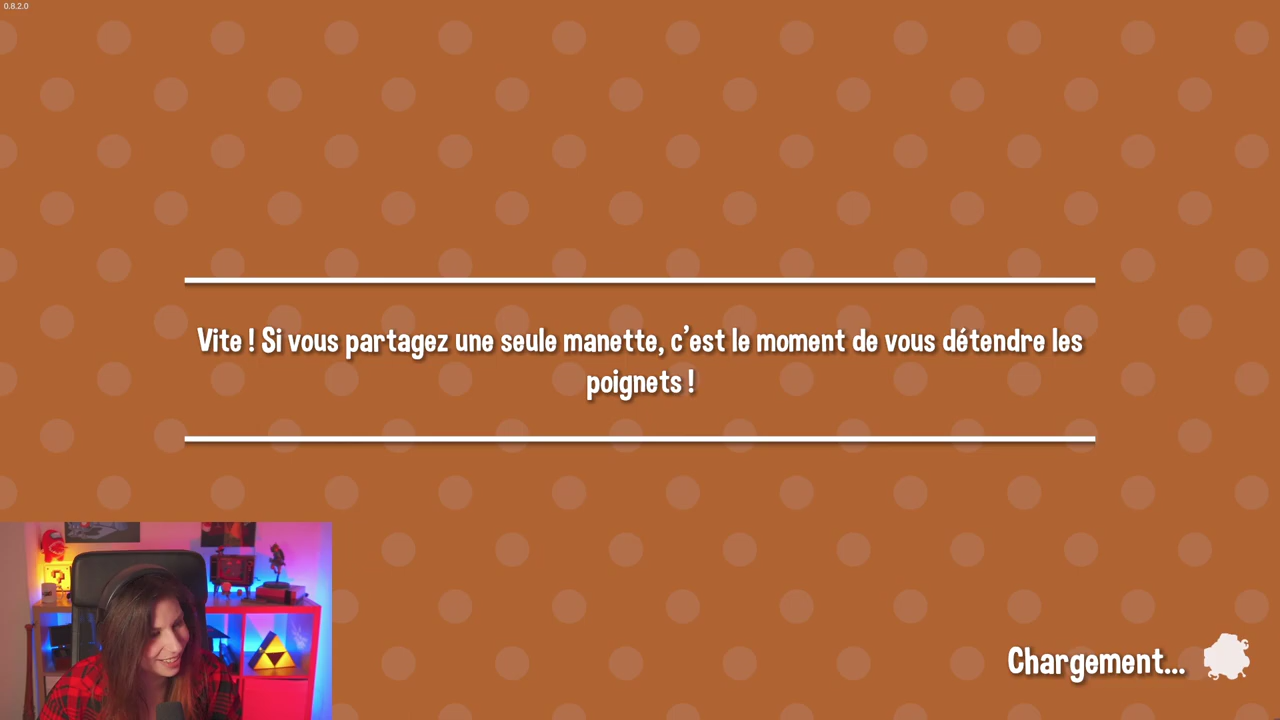 0.8.2.0
Vite ! Si vous partagez une seule manette, c’est le moment de vous détendre les
poignets !
Chargement...